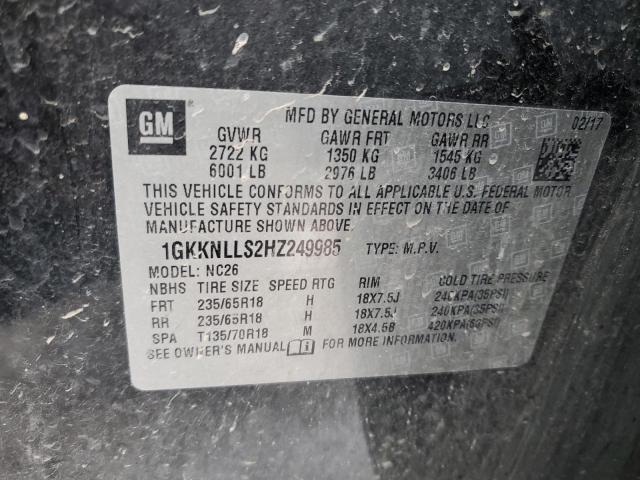 GM
MFD BY GENERAL MOTORS LLC 02/17
GVWR GAWR FRT GAWR RR
2722 KG 1350 KG 1545 KG
6001 LB 2976 LB 3406 LB
THIS VEHICLE CONFORMS TO ALL APPLICABLE U.S. FEDERAL MOTOR
VEHICLE SAFETY STANDARDS IN EFFECT ON THE DATE OF
MANUFACTURE SHOWN ABOVE.
1GKKNLLS2HZ249985 TYPE: M.P.V.
MODEL: NC26
NBHS TIRE SIZE SPEED RTG RIM COLD TIRE PRESSURE
FRT 235/65R18 H 18X7.5J 240KPA(35PSI)
RR 235/65R18 H 18X7.5J 240KPA(35PSI)
SPA T135/70R18 M 18X4.5B 420KPA(60PSI)
SEE OWNER'S MANUAL FOR MORE INFORMATION.